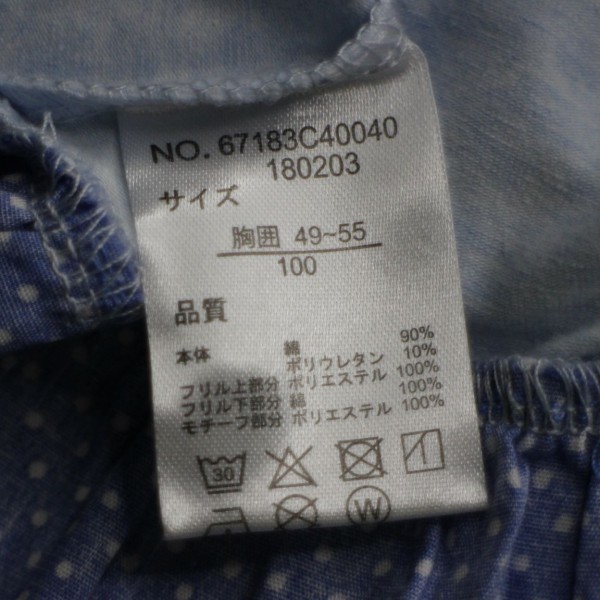 NO. 67183C40040
180203
サイズ
胸囲 49~55
100
品質
本体 綿 90%
ポリウレタン 10%
フリル上部分 ポリエステル 100%
フリル下部分 綿 100%
モチーフ部分 ポリエステル 100%
30
W